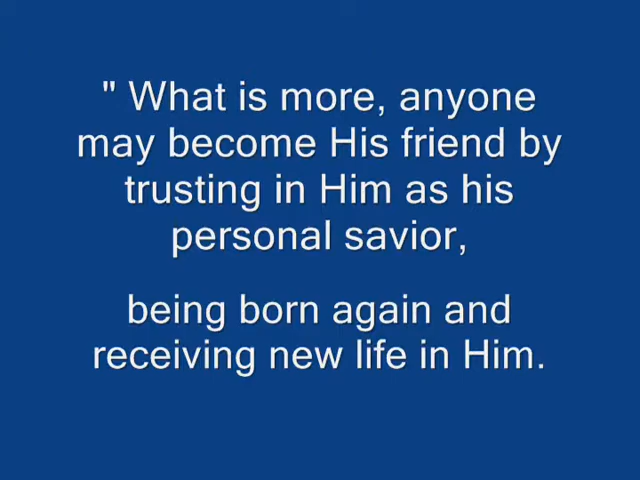 " What is more, anyone
may become His friend by
trusting in Him as his
personal savior,
being born again and
receiving new life in Him.